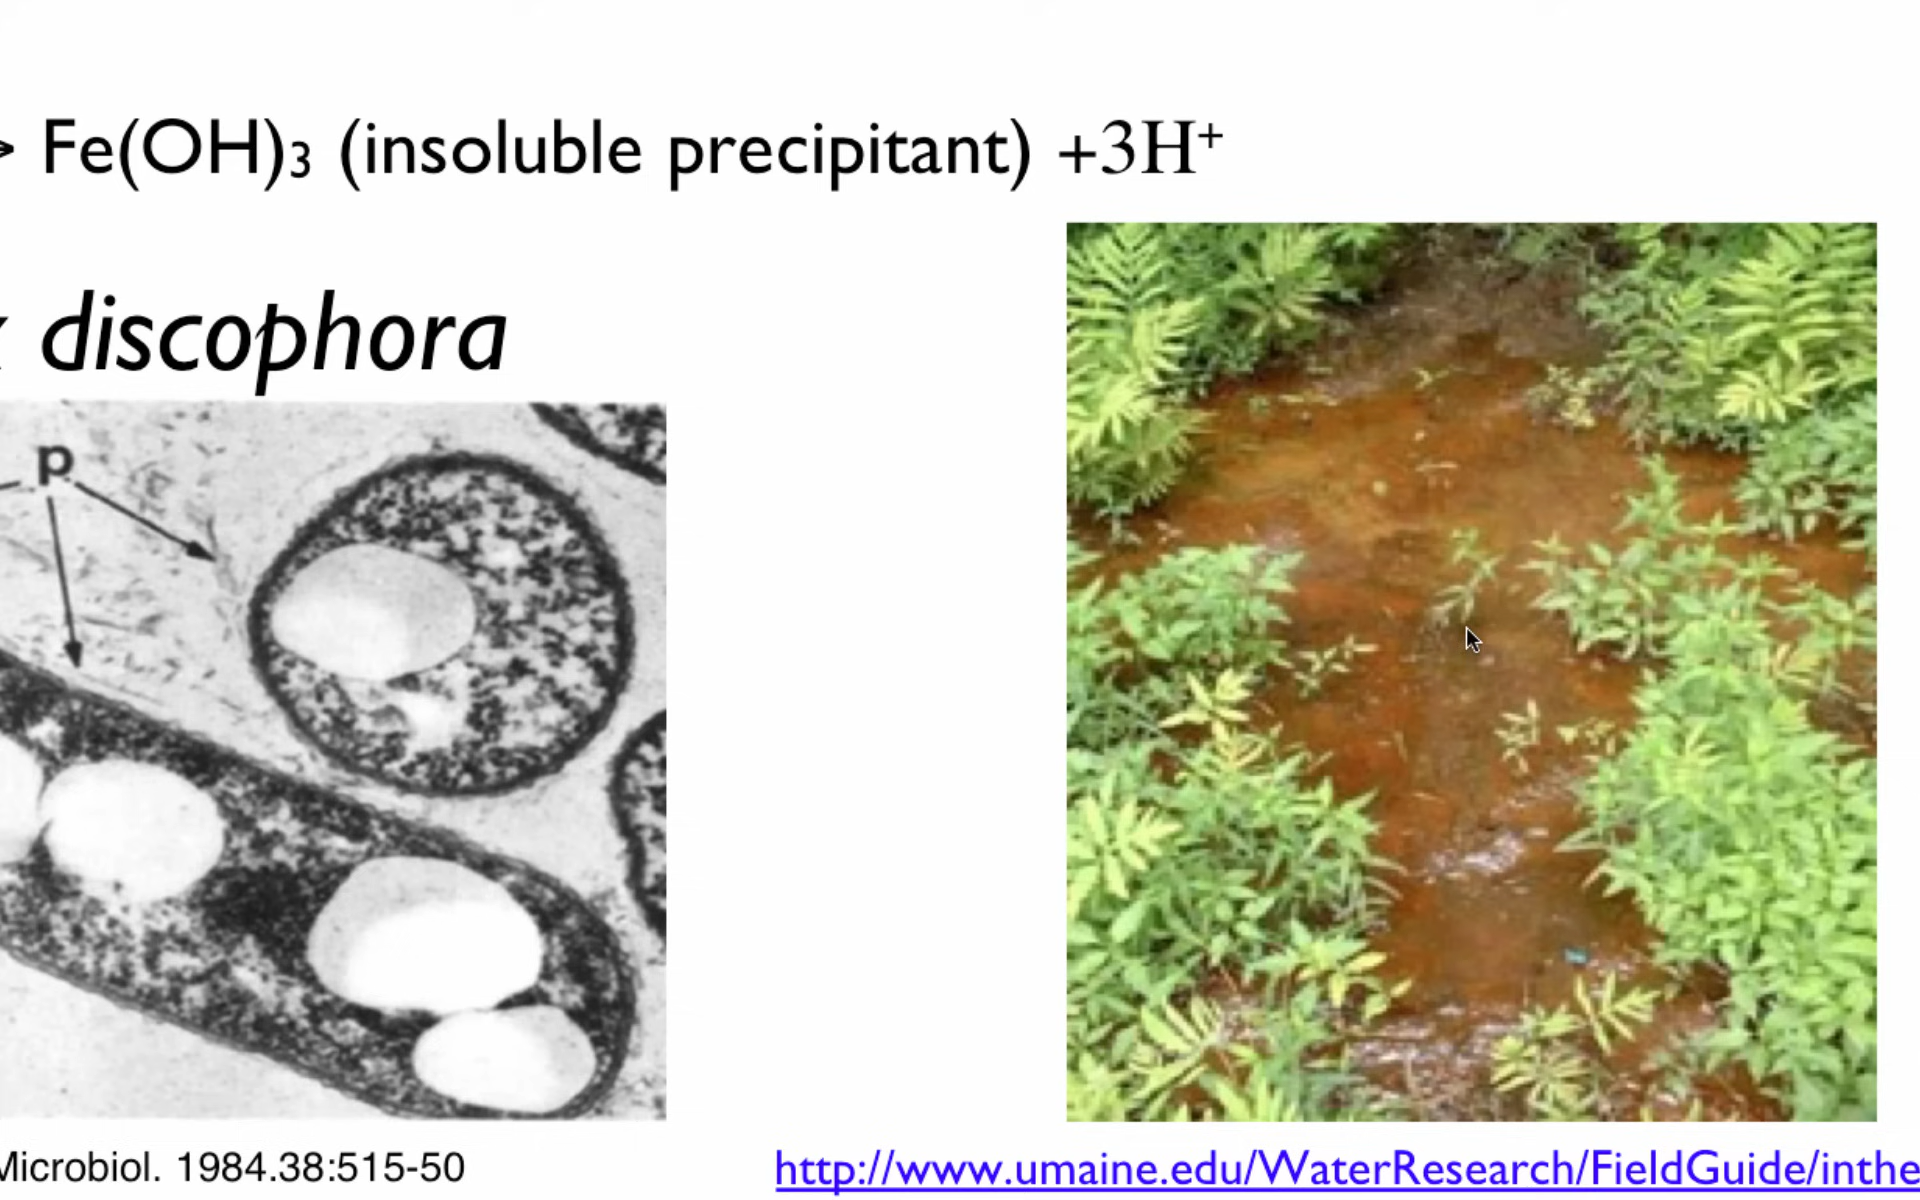 > Fe(OH)₃ (insoluble precipitant) +3H⁺
discophora
p
Microbiol. 1984.38:515-50
http://www.umaine.edu/WaterResearch/FieldGuide/inthe